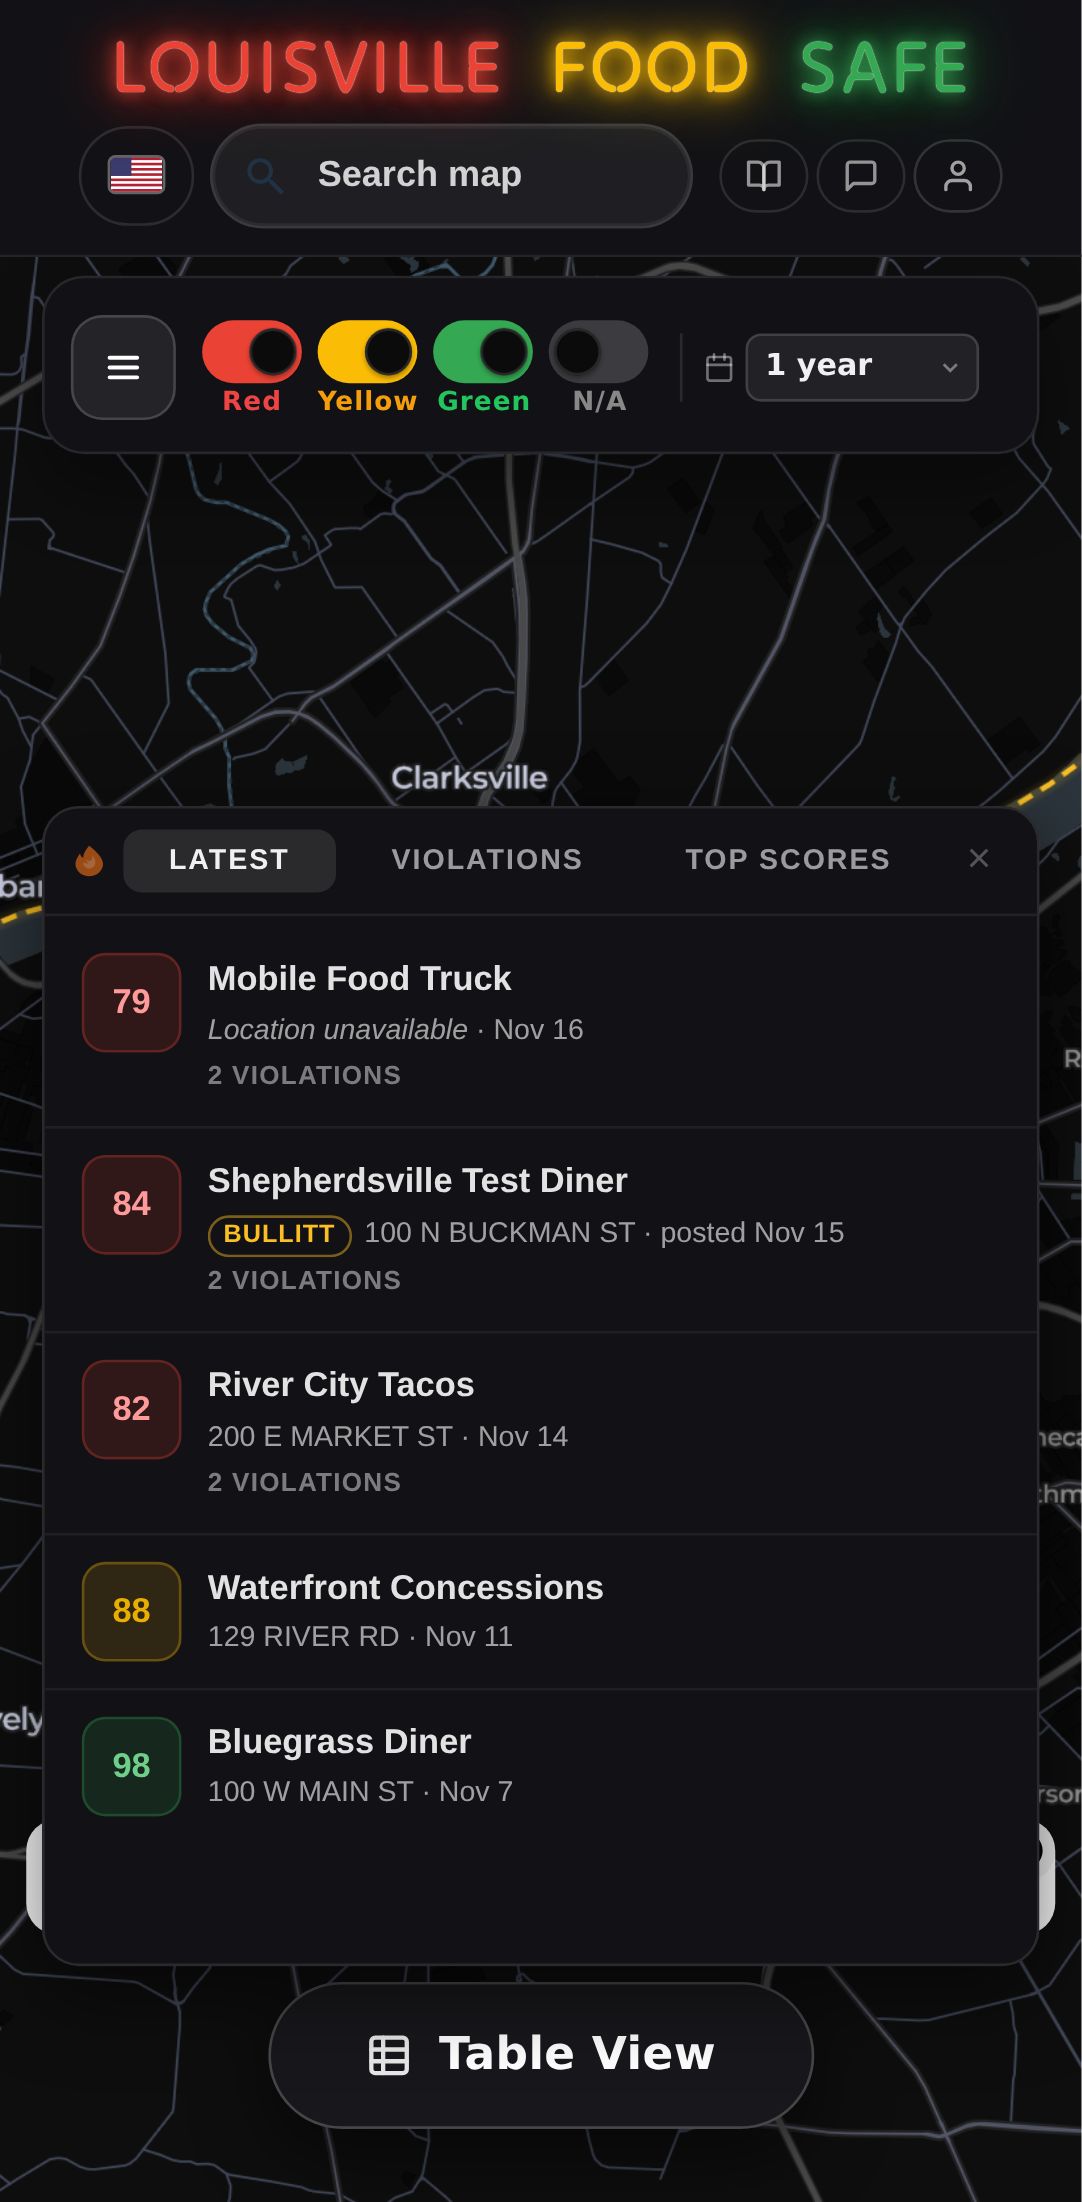 LOUISVILLE FOOD SAFE
Search map
Red Yellow Green N/A
1 year
Clarksville
LATEST VIOLATIONS TOP SCORES
79
Mobile Food Truck
Location unavailable · Nov 16
2 VIOLATIONS
84
Shepherdsville Test Diner
BULLITT 100 N BUCKMAN ST · posted Nov 15
2 VIOLATIONS
82
River City Tacos
200 E MARKET ST · Nov 14
2 VIOLATIONS
88
Waterfront Concessions
129 RIVER RD · Nov 11
98
Bluegrass Diner
100 W MAIN ST · Nov 7
Table View